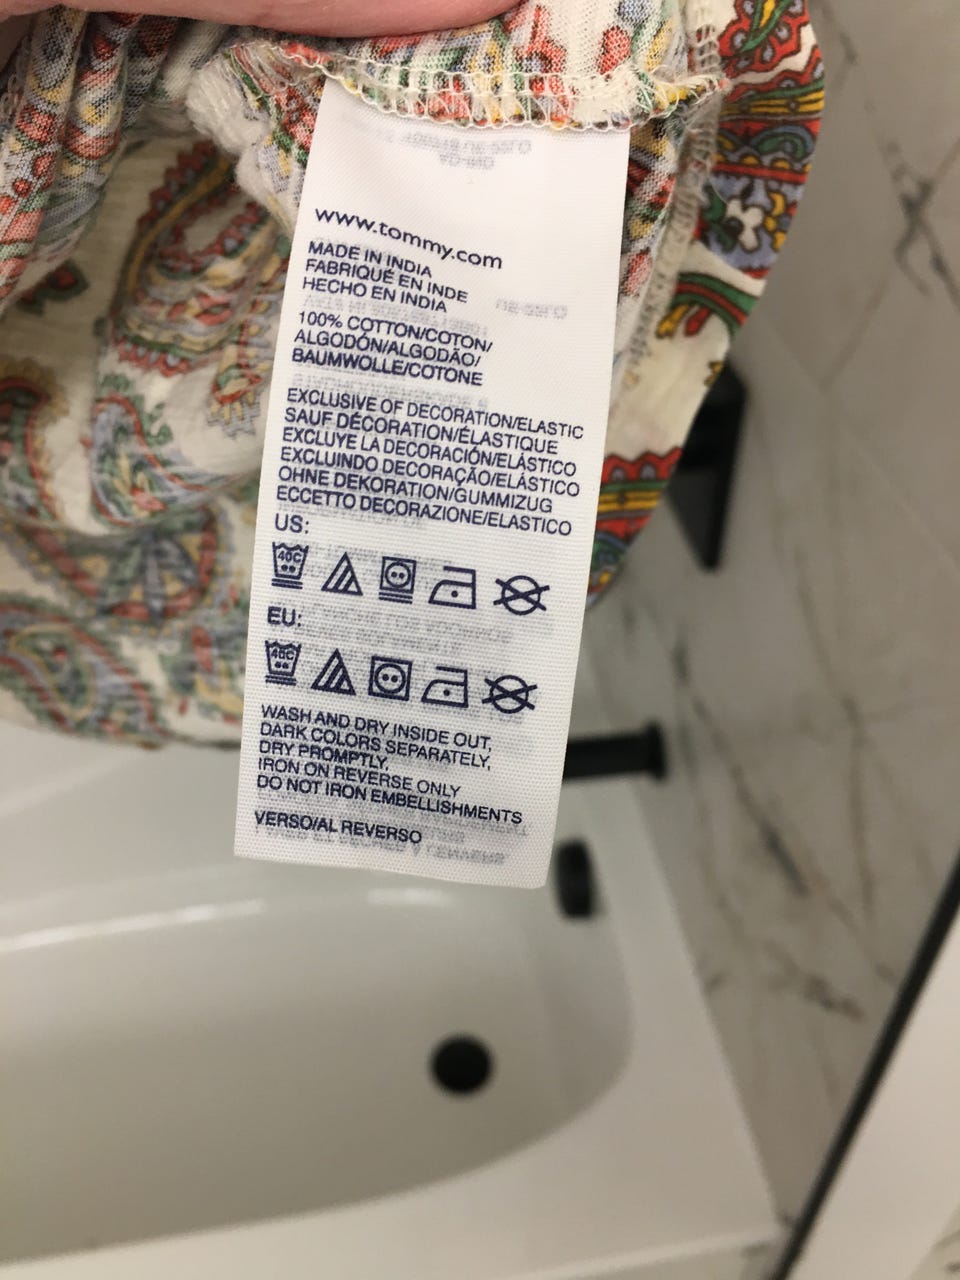 www.tommy.com
MADE IN INDIA
FABRIQUÉ EN INDE
HECHO EN INDIA
100% COTTON/COTON/
ALGODÓN/ALGODÃO/
BAUMWOLLE/COTONE
EXCLUSIVE OF DECORATION/ELASTIC
SAUF DÉCORATION/ÉLASTIQUE
EXCLUYE LA DECORACIÓN/ELÁSTICO
EXCLUINDO DECORAÇÃO/ELÁSTICO
OHNE DEKORATION/GUMMIZUG
ECCETTO DECORAZIONE/ELASTICO
US:
40C
EU:
40C
WASH AND DRY INSIDE OUT,
DARK COLORS SEPARATELY,
DRY PROMPTLY,
IRON ON REVERSE ONLY
DO NOT IRON EMBELLISHMENTS
VERSO/AL REVERSO